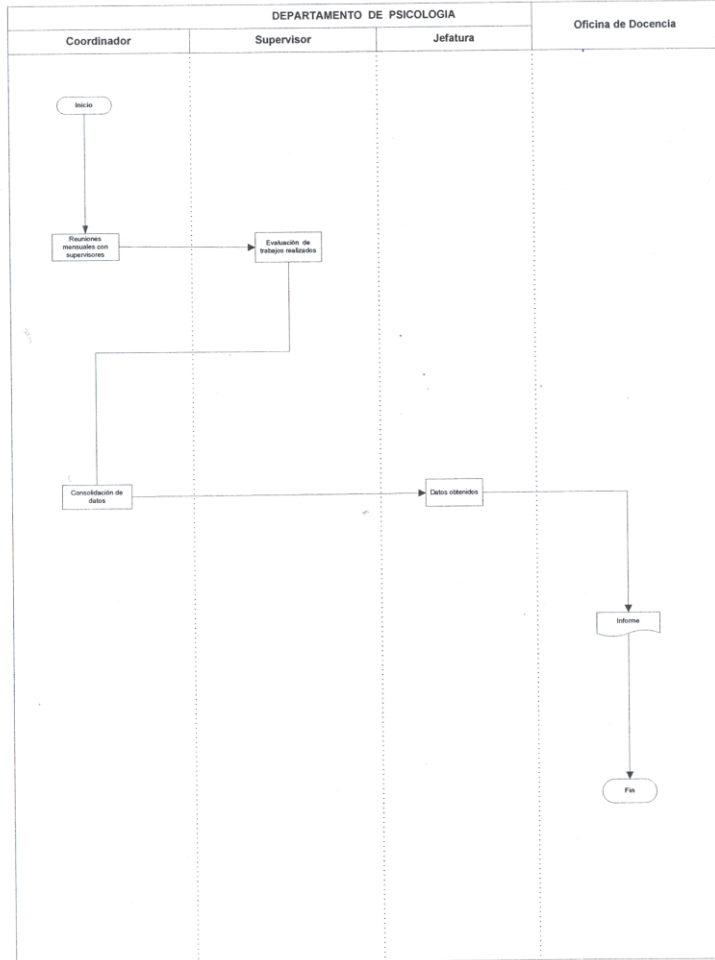 DEPARTAMENTO DE PSICOLOGIA
Oficina de Docencia
Coordinador
Supervisor
Jefatura
Inicio
Reuniones
mensuales con
supervisores
Evaluación de
trabajos realizados
Consolidación de
datos
Datos obtenidos
Informe
Fin